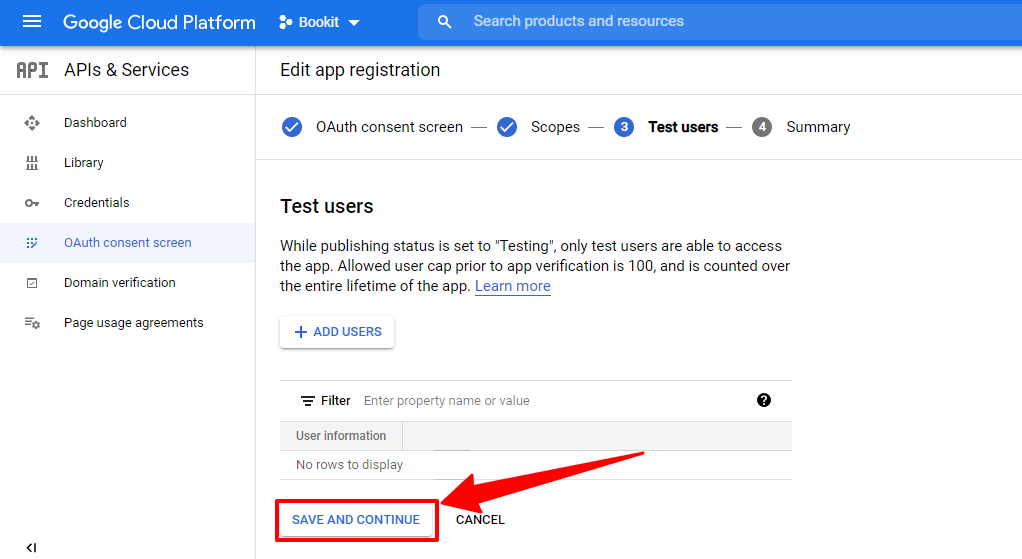 Google Cloud Platform
Bookit
Search products and resources
API APIs & Services
Edit app registration
Dashboard
Library
Credentials
OAuth consent screen
Domain verification
Page usage agreements
OAuth consent screen — Scopes — 3 Test users — 4 Summary
Test users
While publishing status is set to "Testing", only test users are able to access
the app. Allowed user cap prior to app verification is 100, and is counted over
the entire lifetime of the app. Learn more
+ ADD USERS
Filter Enter property name or value ?
User information
No rows to display
SAVE AND CONTINUE
CANCEL